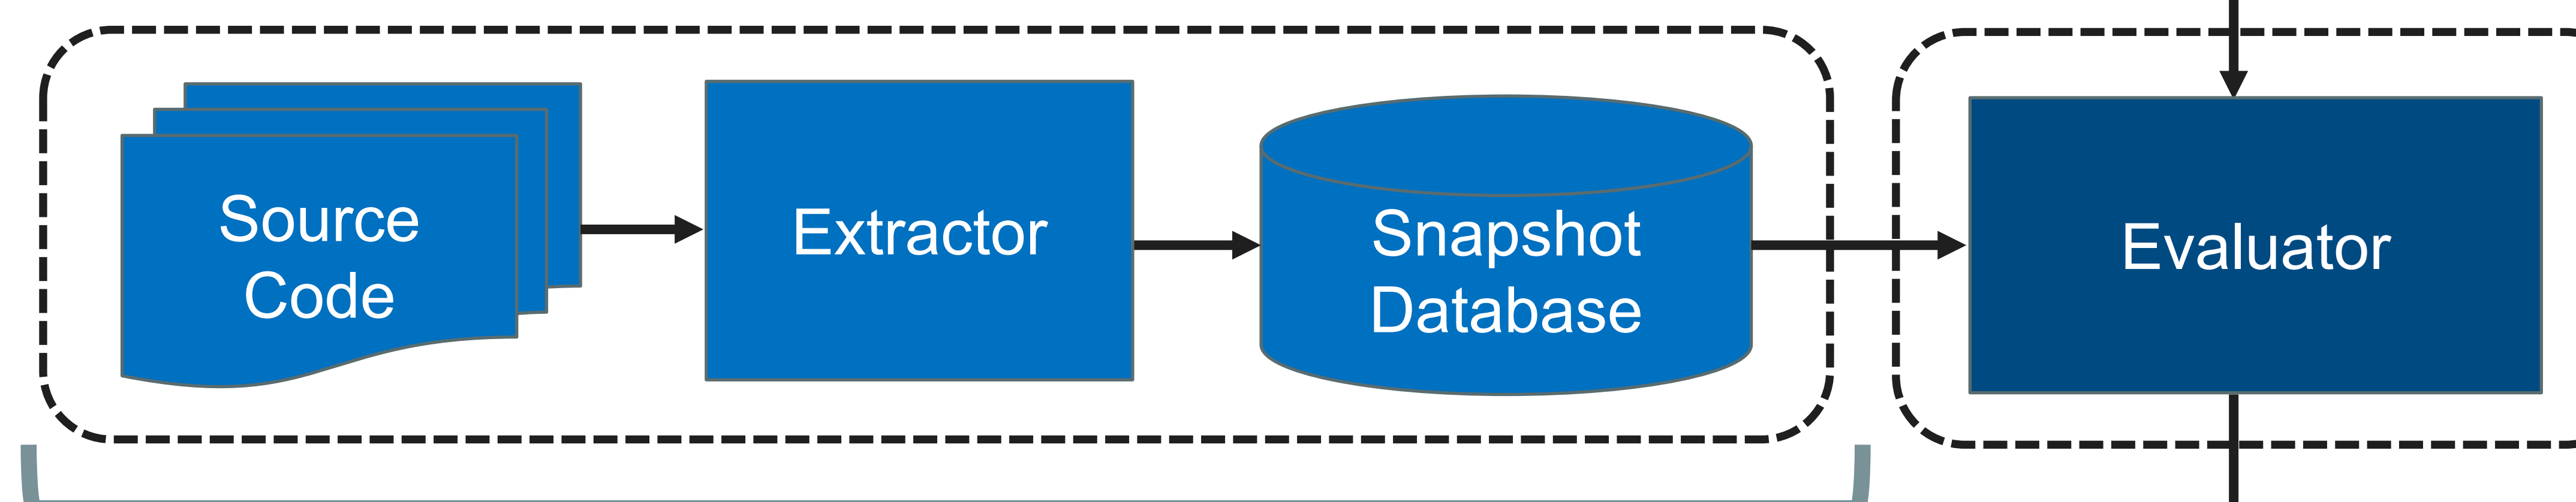 Source
Code
Extractor
Snapshot
Database
Evaluator